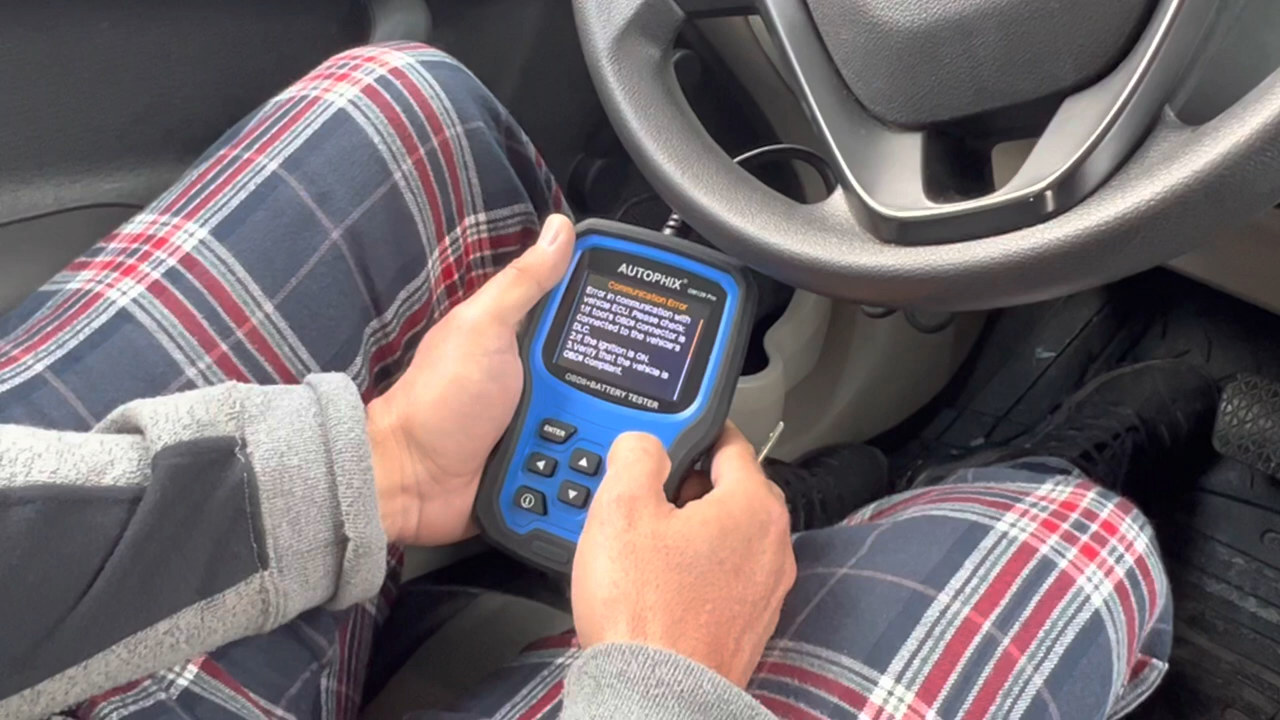 AUTOPHIX®
OM129 Pro
Communication Error
Error in communication with
vehicle ECU. Please check:
1.If tool's OBDII connector is
connected to the vehicle's
DLC.
2.If the ignition is ON.
3.Verify that the vehicle is
OBDII compliant.
OBDII+BATTERY TESTER
ENTER